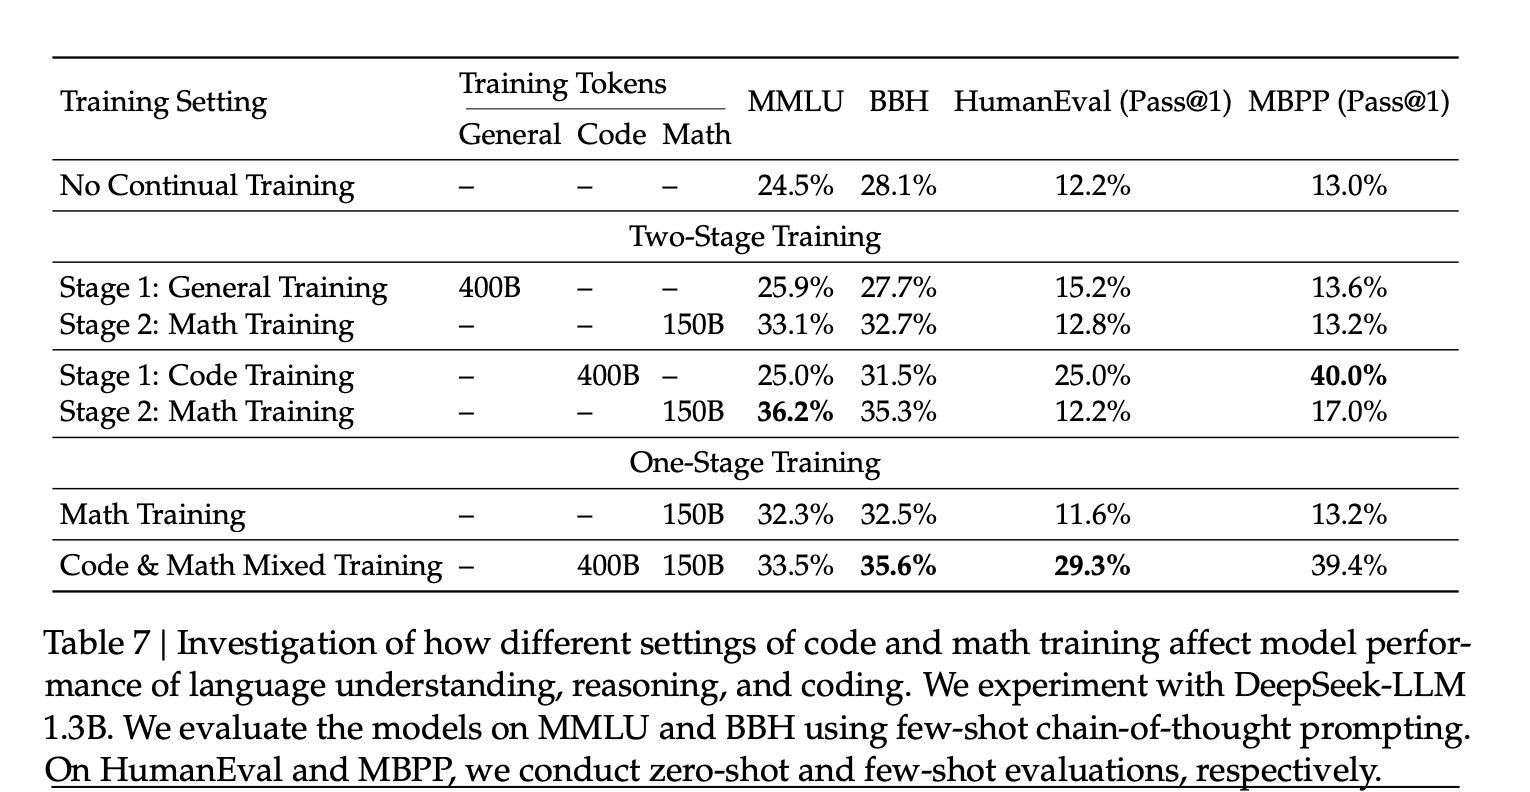 Training Setting Training Tokens MMLU BBH HumanEval (Pass@1) MBPP (Pass@1)
General Code Math
No Continual Training – – – 24.5% 28.1% 12.2% 13.0%
Two-Stage Training
Stage 1: General Training 400B – – 25.9% 27.7% 15.2% 13.6%
Stage 2: Math Training – – 150B 33.1% 32.7% 12.8% 13.2%
Stage 1: Code Training – 400B – 25.0% 31.5% 25.0% 40.0%
Stage 2: Math Training – – 150B 36.2% 35.3% 12.2% 17.0%
One-Stage Training
Math Training – – 150B 32.3% 32.5% 11.6% 13.2%
Code & Math Mixed Training – 400B 150B 33.5% 35.6% 29.3% 39.4%
Table 7 | Investigation of how different settings of code and math training affect model perfor-
mance of language understanding, reasoning, and coding. We experiment with DeepSeek-LLM
1.3B. We evaluate the models on MMLU and BBH using few-shot chain-of-thought prompting.
On HumanEval and MBPP, we conduct zero-shot and few-shot evaluations, respectively.